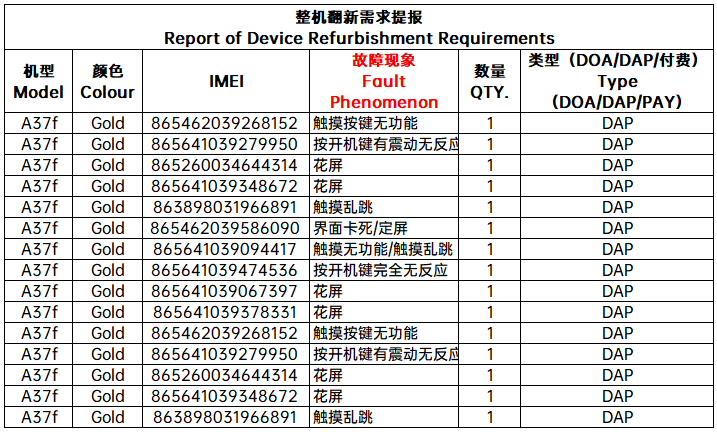 整机翻新需求提报
Report of Device Refurbishment Requirements
机型 Model 颜色 Colour IMEI 故障现象 Fault Phenomenon 数量 QTY. 类型（DOA/DAP/付费） Type （DOA/DAP/PAY）
A37f Gold 865462039268152 触摸按键无功能 1 DAP
A37f Gold 865641039279950 按开机键有震动无反应 1 DAP
A37f Gold 865260034644314 花屏 1 DAP
A37f Gold 865641039348672 花屏 1 DAP
A37f Gold 863898031966891 触摸乱跳 1 DAP
A37f Gold 865462039586090 界面卡死/定屏 1 DAP
A37f Gold 865641039094417 触摸无功能/触摸乱跳 1 DAP
A37f Gold 865641039474536 按开机键完全无反应 1 DAP
A37f Gold 865641039067397 花屏 1 DAP
A37f Gold 865641039378331 花屏 1 DAP
A37f Gold 865462039268152 触摸按键无功能 1 DAP
A37f Gold 865641039279950 按开机键有震动无反应 1 DAP
A37f Gold 865260034644314 花屏 1 DAP
A37f Gold 865641039348672 花屏 1 DAP
A37f Gold 863898031966891 触摸乱跳 1 DAP